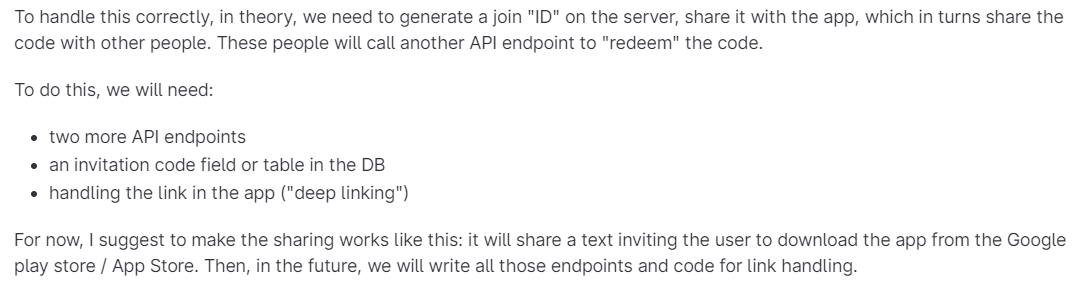 To handle this correctly, in theory, we need to generate a join "ID" on the server, share it with the app, which in turns share the
code with other people. These people will call another API endpoint to "redeem" the code.
To do this, we will need:
• two more API endpoints
• an invitation code field or table in the DB
• handling the link in the app ("deep linking")
For now, I suggest to make the sharing works like this: it will share a text inviting the user to download the app from the Google
play store / App Store. Then, in the future, we will write all those endpoints and code for link handling.